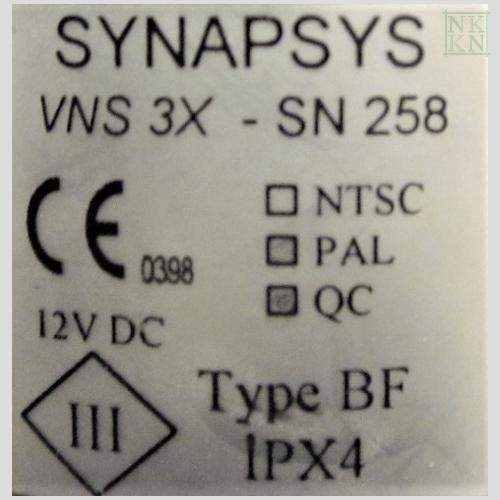 SYNAPSYS
VNS 3X - SN 258
NTSC
CE 0398
PAL
QC
12V DC
III
Type BF
IPX4
NK
KN